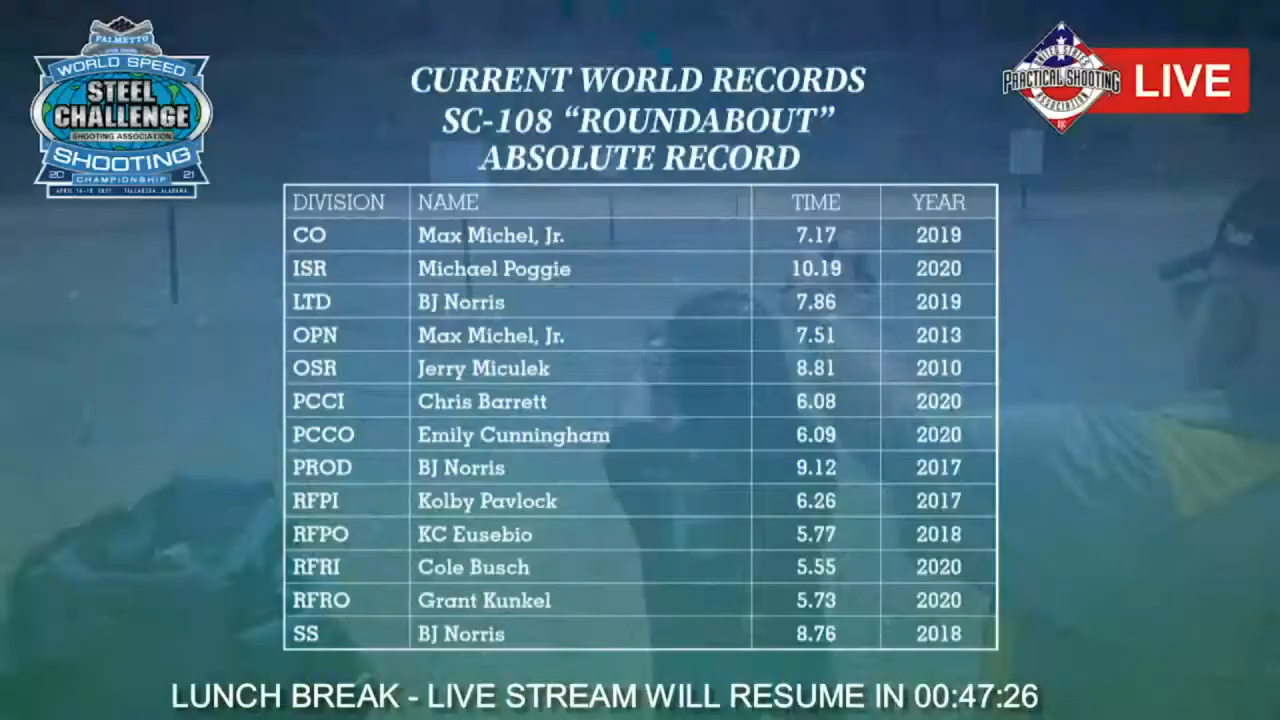 PALMETTO
WORLD SPEED
STEEL
CHALLENGE
SHOOTING ASSOCIATION
SHOOTING
20 21
CHAMPIONSHIP
CURRENT WORLD RECORDS
SC-108 “ROUNDABOUT”
ABSOLUTE RECORD
UNITED STATES
PRACTICAL SHOOTING
ASSOCIATION
LIVE
DIVISION NAME TIME YEAR
CO Max Michel, Jr. 7.17 2019
ISR Michael Poggie 10.19 2020
LTD BJ Norris 7.86 2019
OPN Max Michel, Jr. 7.51 2013
OSR Jerry Miculek 8.81 2010
PCCI Chris Barrett 6.08 2020
PCCO Emily Cunningham 6.09 2020
PROD BJ Norris 9.12 2017
RFPI Kolby Pavlock 6.26 2017
RFPO KC Eusebio 5.77 2018
RFRI Cole Busch 5.55 2020
RFRO Grant Kunkel 5.73 2020
SS BJ Norris 8.76 2018
LUNCH BREAK - LIVE STREAM WILL RESUME IN 00:47:26